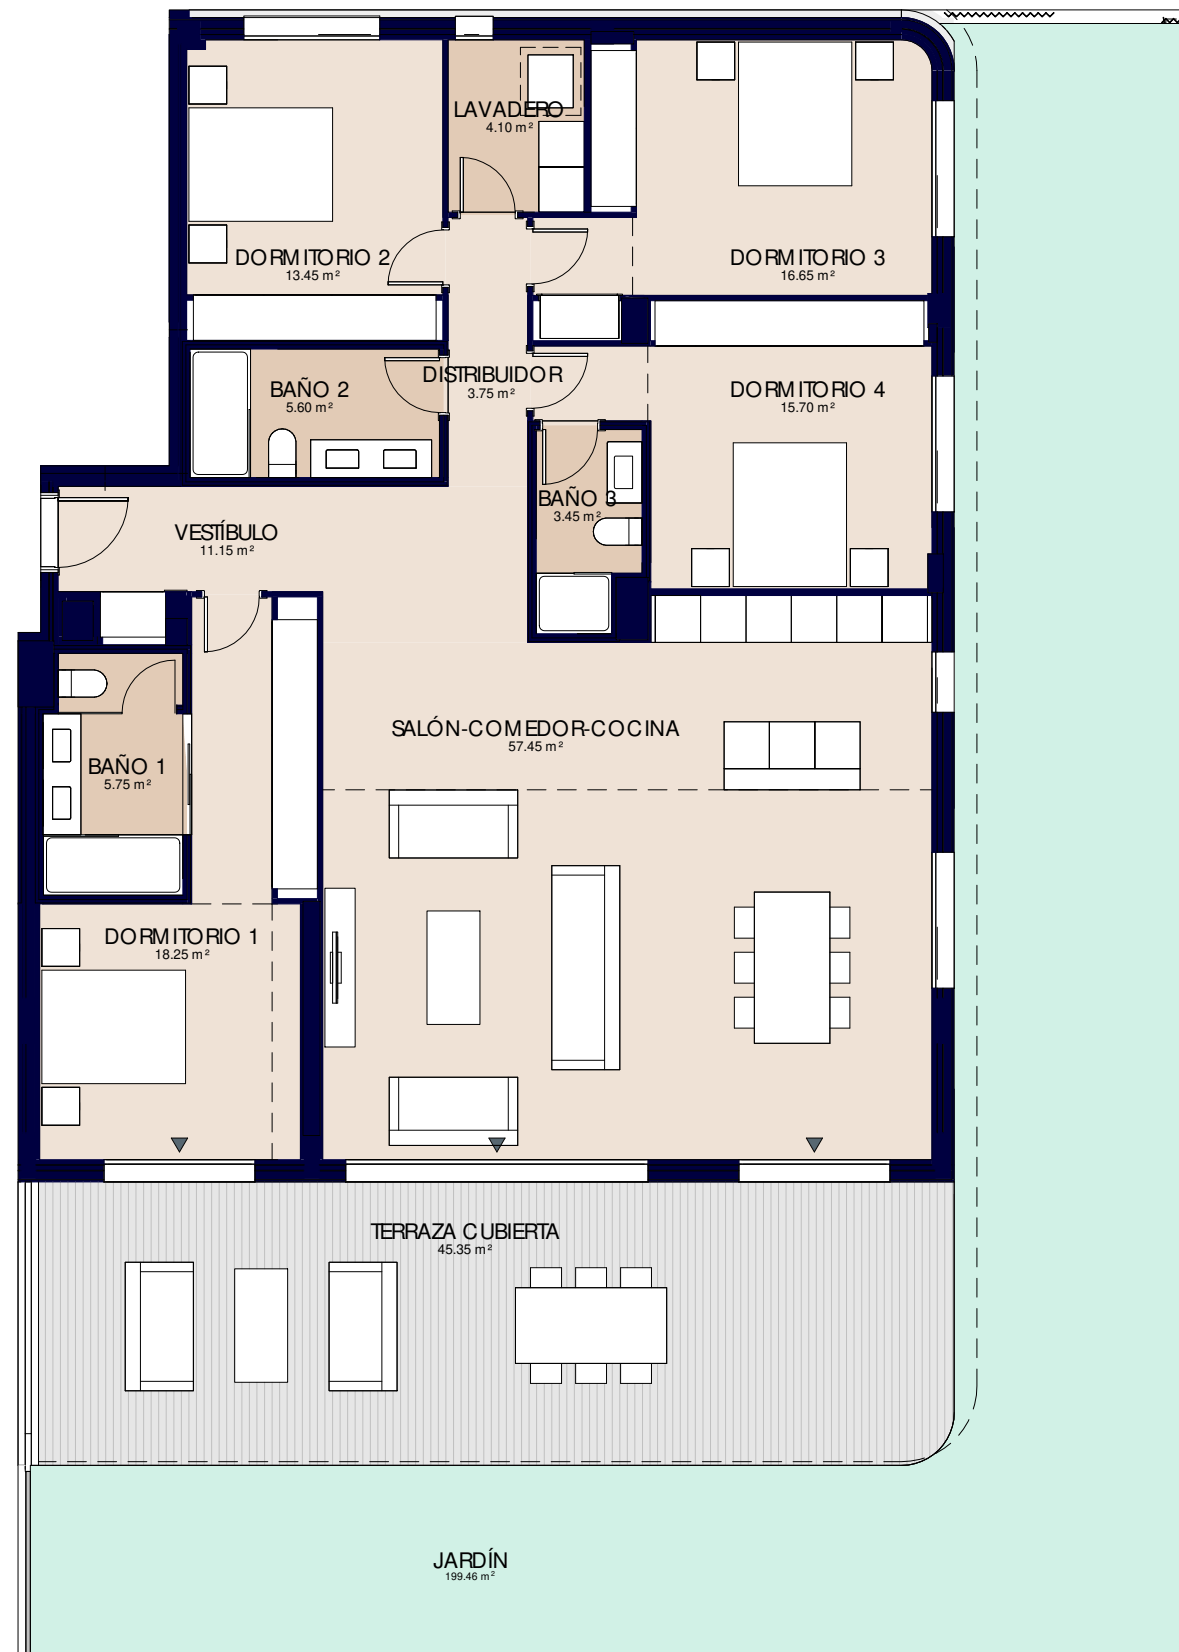 LAVADERO
4.10 m²
DORMITORIO 2
13.45 m²
DORMITORIO 3
16.65 m²
DISTRIBUIDOR
3.75 m²
BAÑO 2
5.60 m²
DORMITORIO 4
15.70 m²
BAÑO 3
3.45 m²
VESTÍBULO
11.15 m²
SALÓN-COMEDOR-COCINA
57.45 m²
BAÑO 1
5.75 m²
DORMITORIO 1
18.25 m²
TERRAZA CUBIERTA
45.35 m²
JARDÍN
199.46 m²